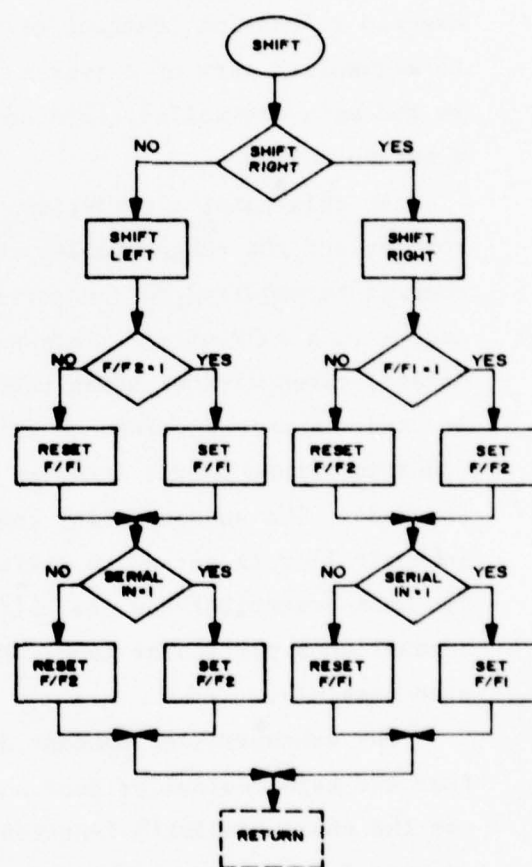 SHIFT
SHIFT
RIGHT
NO
YES
SHIFT
LEFT
SHIFT
RIGHT
F/F2=1
NO
YES
F/F1=1
NO
YES
RESET
F/F1
SET
F/F1
RESET
F/F2
SET
F/F2
SERIAL
IN=1
NO
YES
SERIAL
IN=1
NO
YES
RESET
F/F2
SET
F/F2
RESET
F/F1
SET
F/F1
RETURN